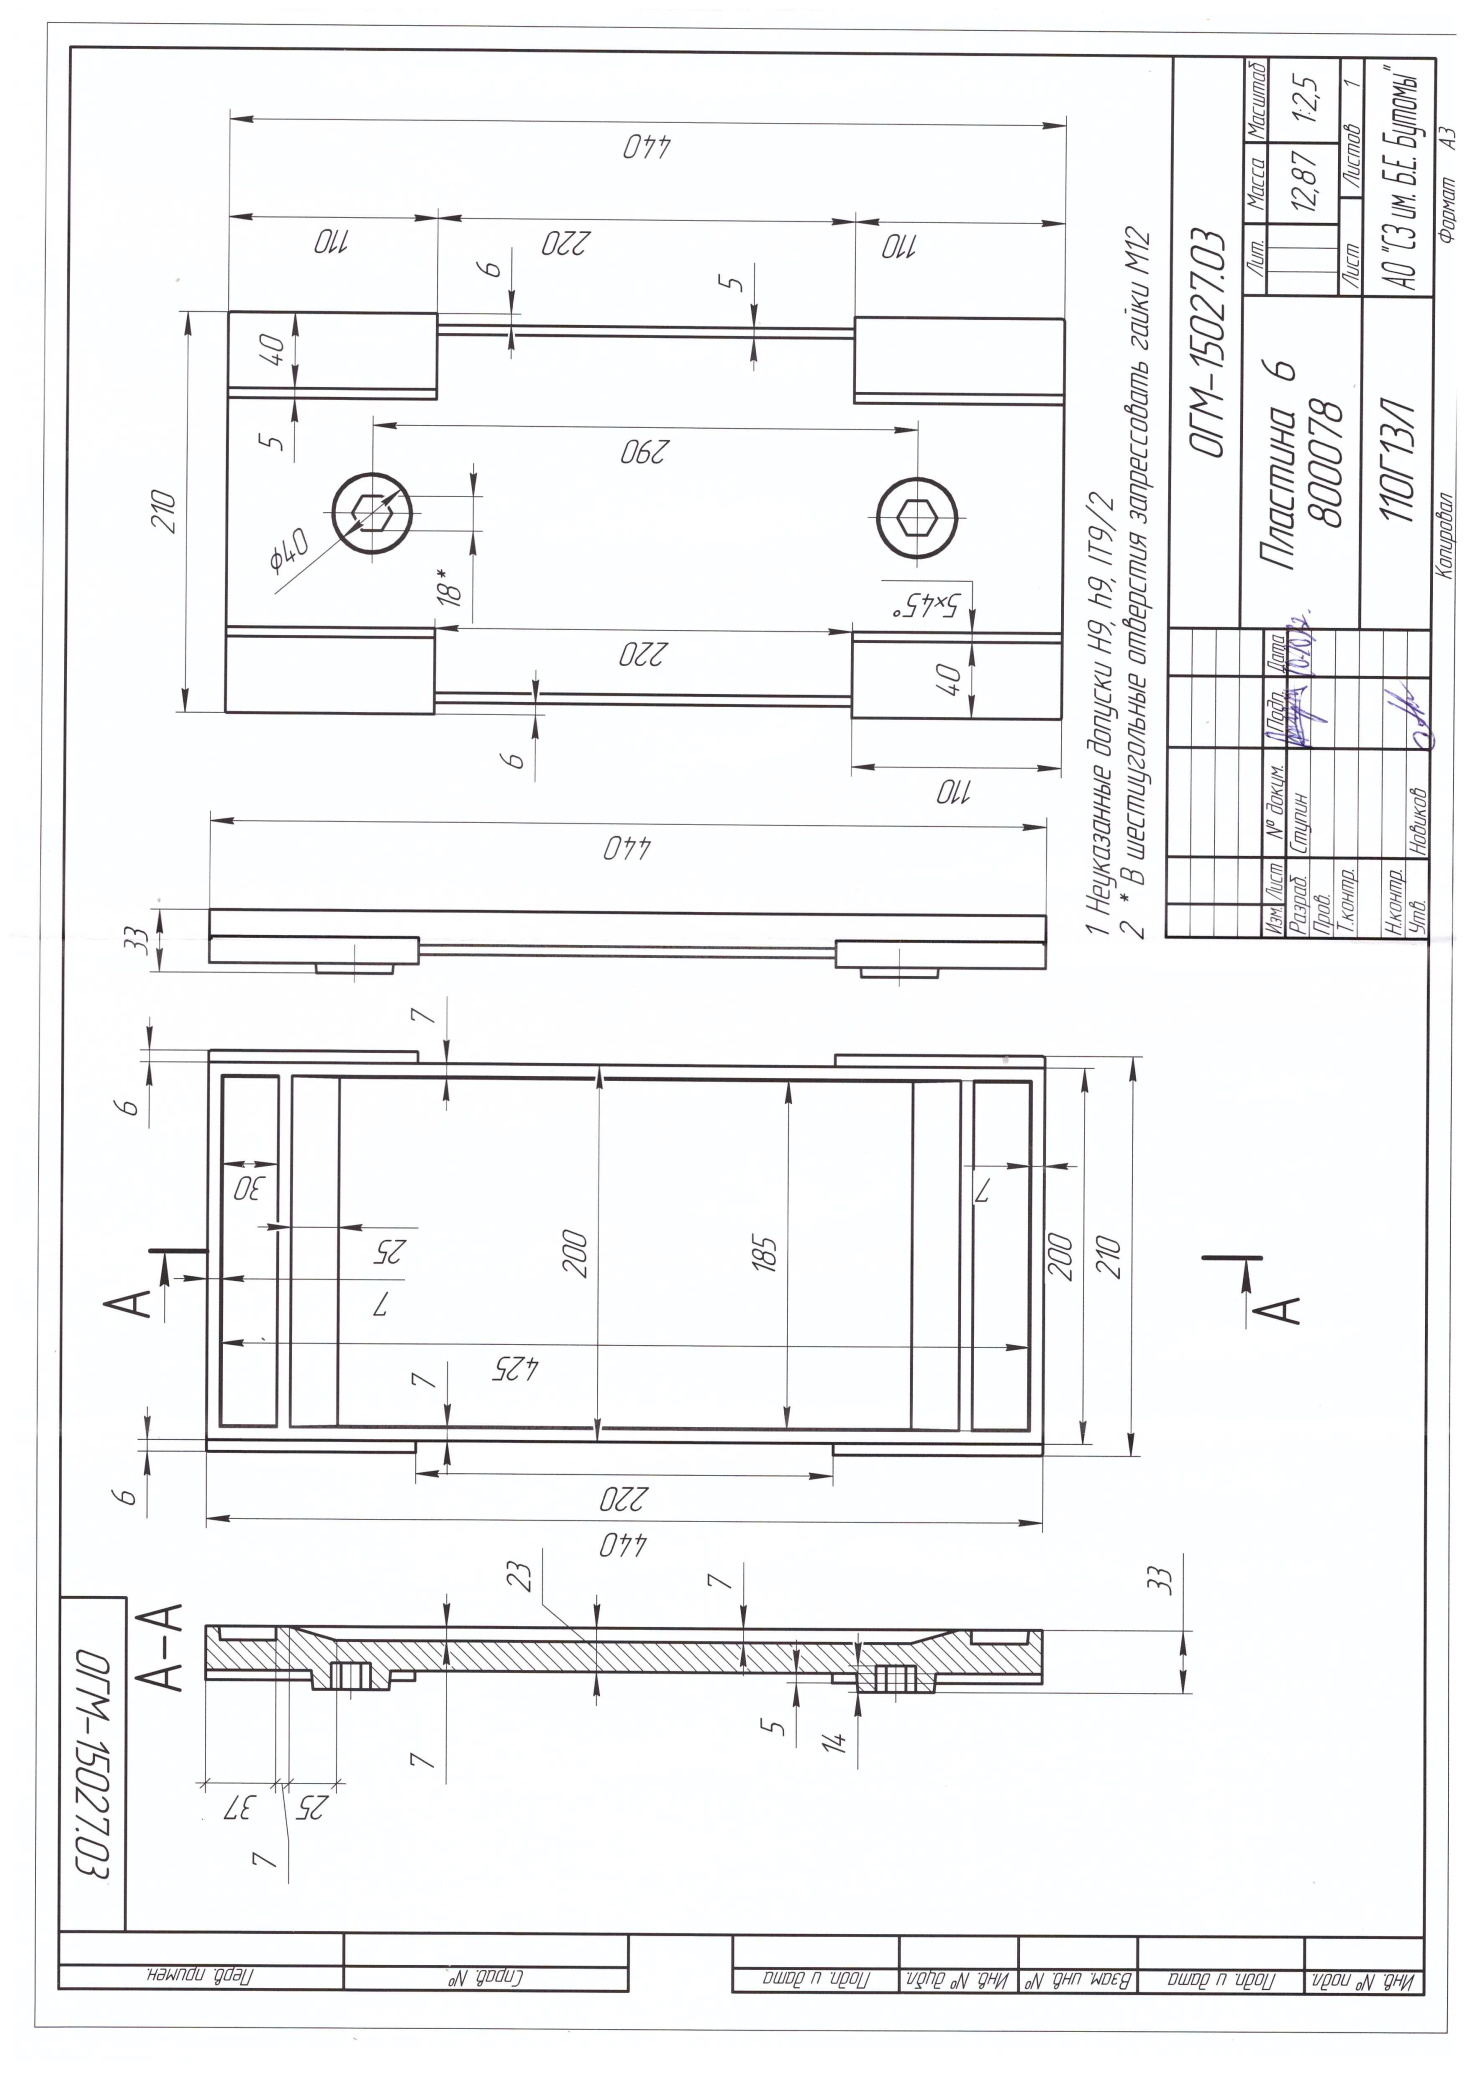 ОГМ-15027.03
Перв. примен.
Справ. №
Подп. и дата
Инв. № дубл.
Взам. инв. №
Подп. и дата
Инв. № подл.
А-А
37
7
25
7
23
7
5
14
33
440
220
6
6
А
А
7
30
25
7
425
7
7
200
185
200
210
33
440
440
110
220
110
6
5
210
40
5
290
φ40
18*
220
5×45°
40
6
110
1 Неуказанные допуски Н9, h9, IT9/2
2 * В шестиугольные отверстия запрессовать гайки М12
ОГМ-15027.03
Изм. Лист № докум. Подп. Дата
Разраб. Ступин
Пров.
Т.контр.
Н.контр.
Утв. Новиков
Пластина 6
800078
110Г13Л
Лит. Масса Масштаб
12,87 1:2,5
Лист Листов 1
АО "СЗ им. Б.Е. Бутомы"
Копировал Формат А3